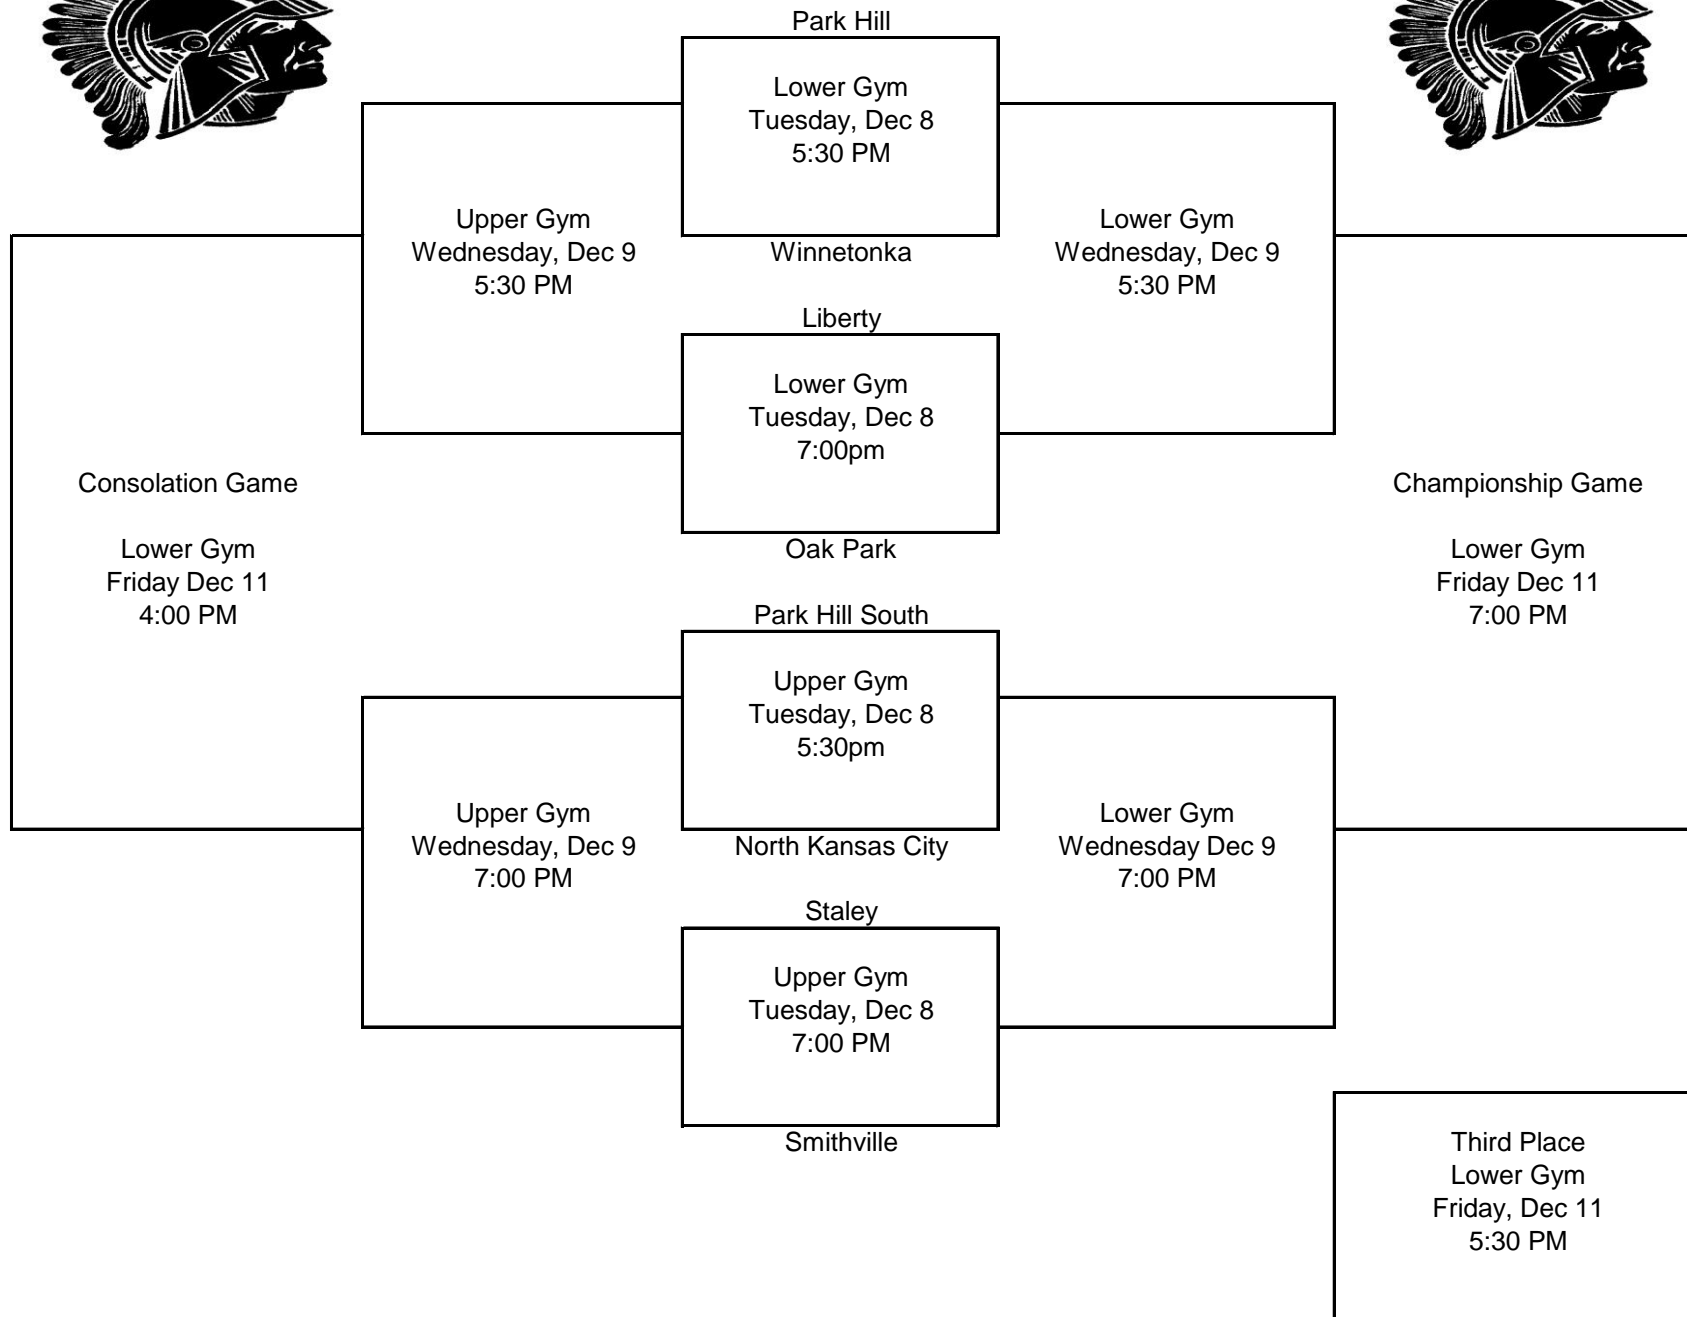 Park Hill
Lower Gym
Tuesday, Dec 8
5:30 PM
Upper Gym
Wednesday, Dec 9
5:30 PM
Winnetonka
Lower Gym
Wednesday, Dec 9
5:30 PM
Liberty
Lower Gym
Tuesday, Dec 8
7:00pm
Oak Park
Consolation Game
Lower Gym
Friday Dec 11
4:00 PM
Championship Game
Lower Gym
Friday Dec 11
7:00 PM
Park Hill South
Upper Gym
Tuesday, Dec 8
5:30pm
North Kansas City
Upper Gym
Wednesday, Dec 9
7:00 PM
Lower Gym
Wednesday Dec 9
7:00 PM
Staley
Upper Gym
Tuesday, Dec 8
7:00 PM
Smithville
Third Place
Lower Gym
Friday, Dec 11
5:30 PM